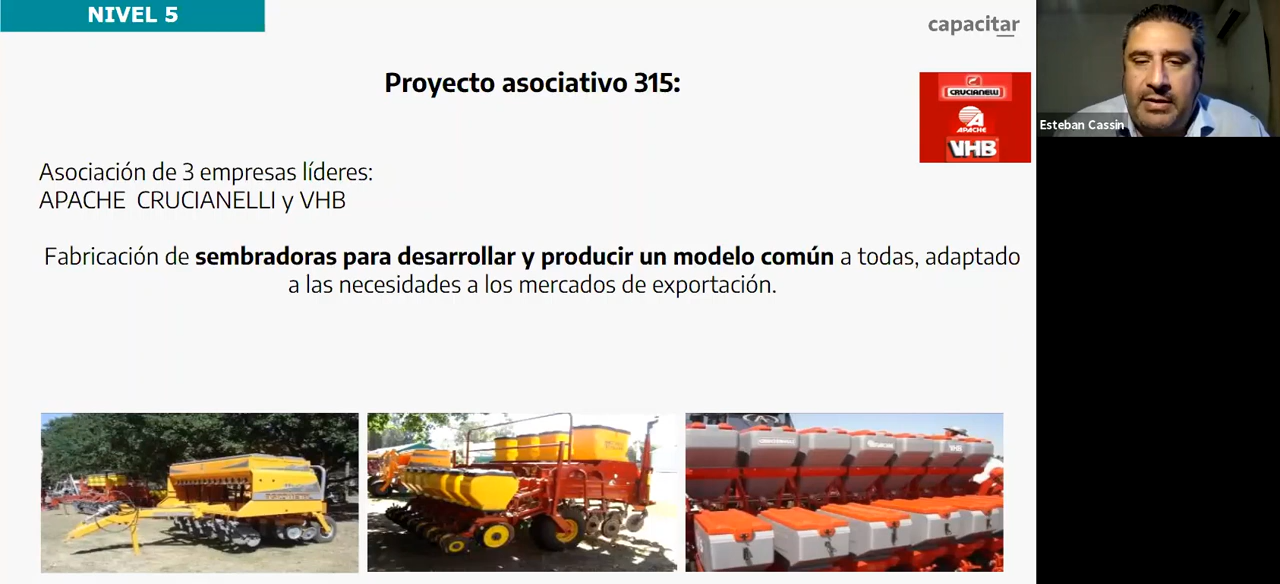 NIVEL 5
capacitar
Proyecto asociativo 315:
CRUCIANELLI
APACHE
VHB
Esteban Cassin
Asociación de 3 empresas líderes:
APACHE CRUCIANELLI y VHB
Fabricación de sembradoras para desarrollar y producir un modelo común a todas, adaptado
a las necesidades a los mercados de exportación.
VHB